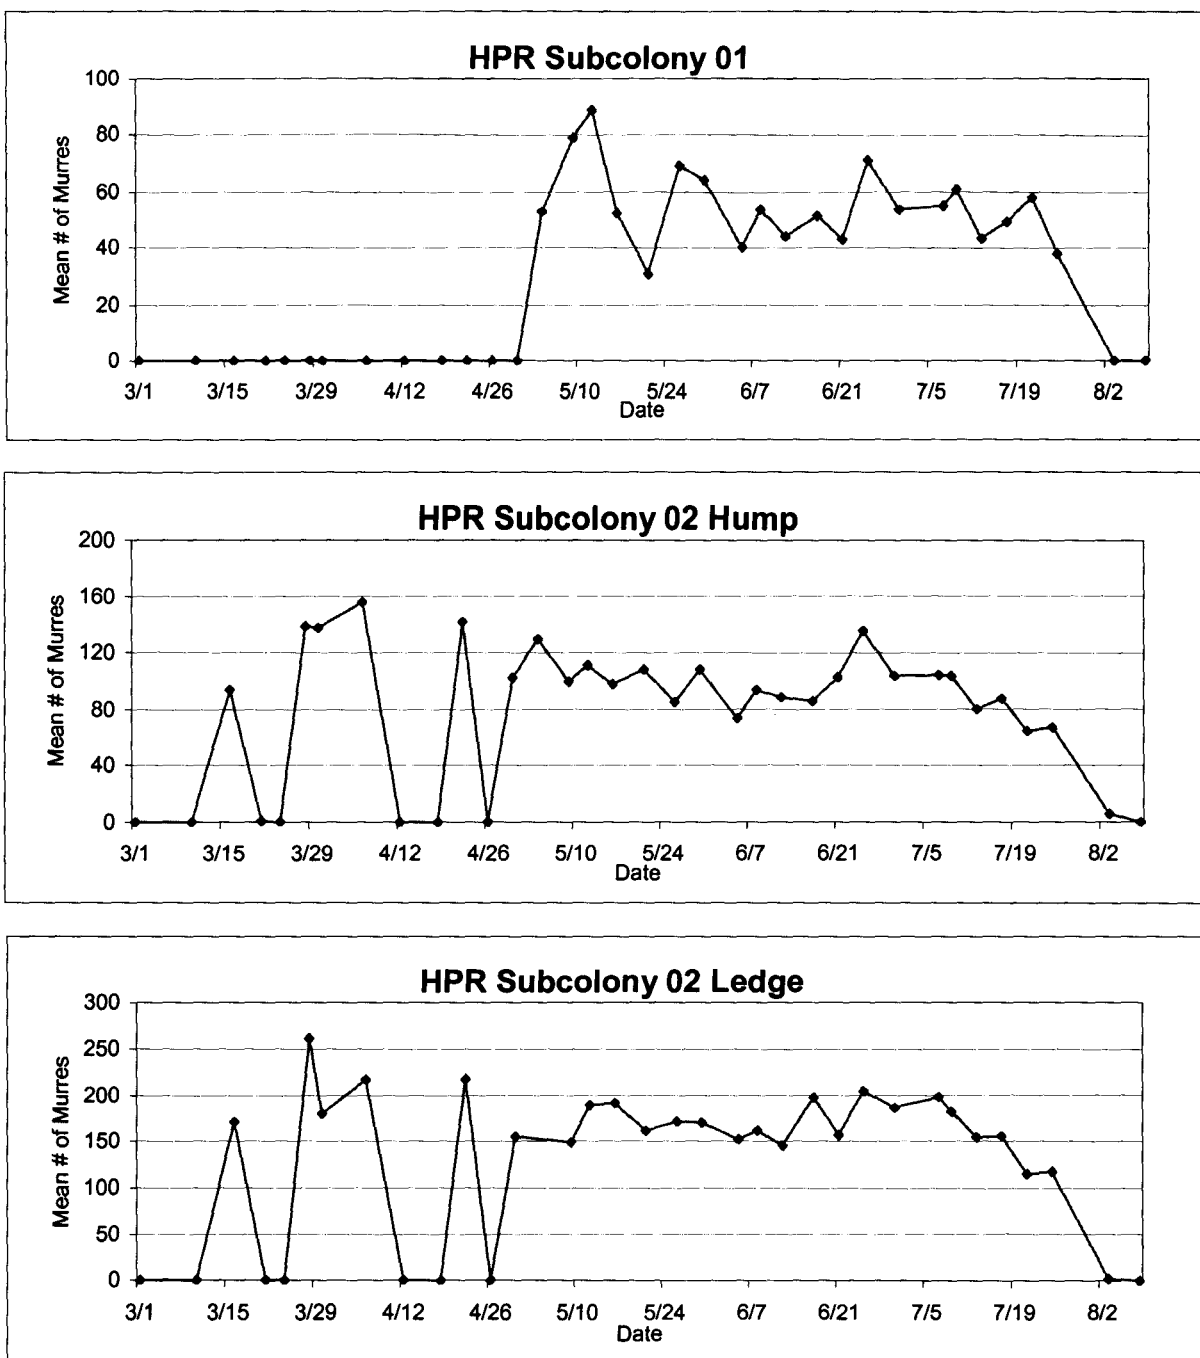 HPR Subcolony 01
Mean # of Murres
100
80
60
40
20
0
3/1 3/15 3/29 4/12 4/26 5/10 5/24 6/7 6/21 7/5 7/19 8/2
Date
HPR Subcolony 02 Hump
Mean # of Murres
200
160
120
80
40
0
3/1 3/15 3/29 4/12 4/26 5/10 5/24 6/7 6/21 7/5 7/19 8/2
Date
HPR Subcolony 02 Ledge
Mean # of Murres
300
250
200
150
100
50
0
3/1 3/15 3/29 4/12 4/26 5/10 5/24 6/7 6/21 7/5 7/19 8/2
Date